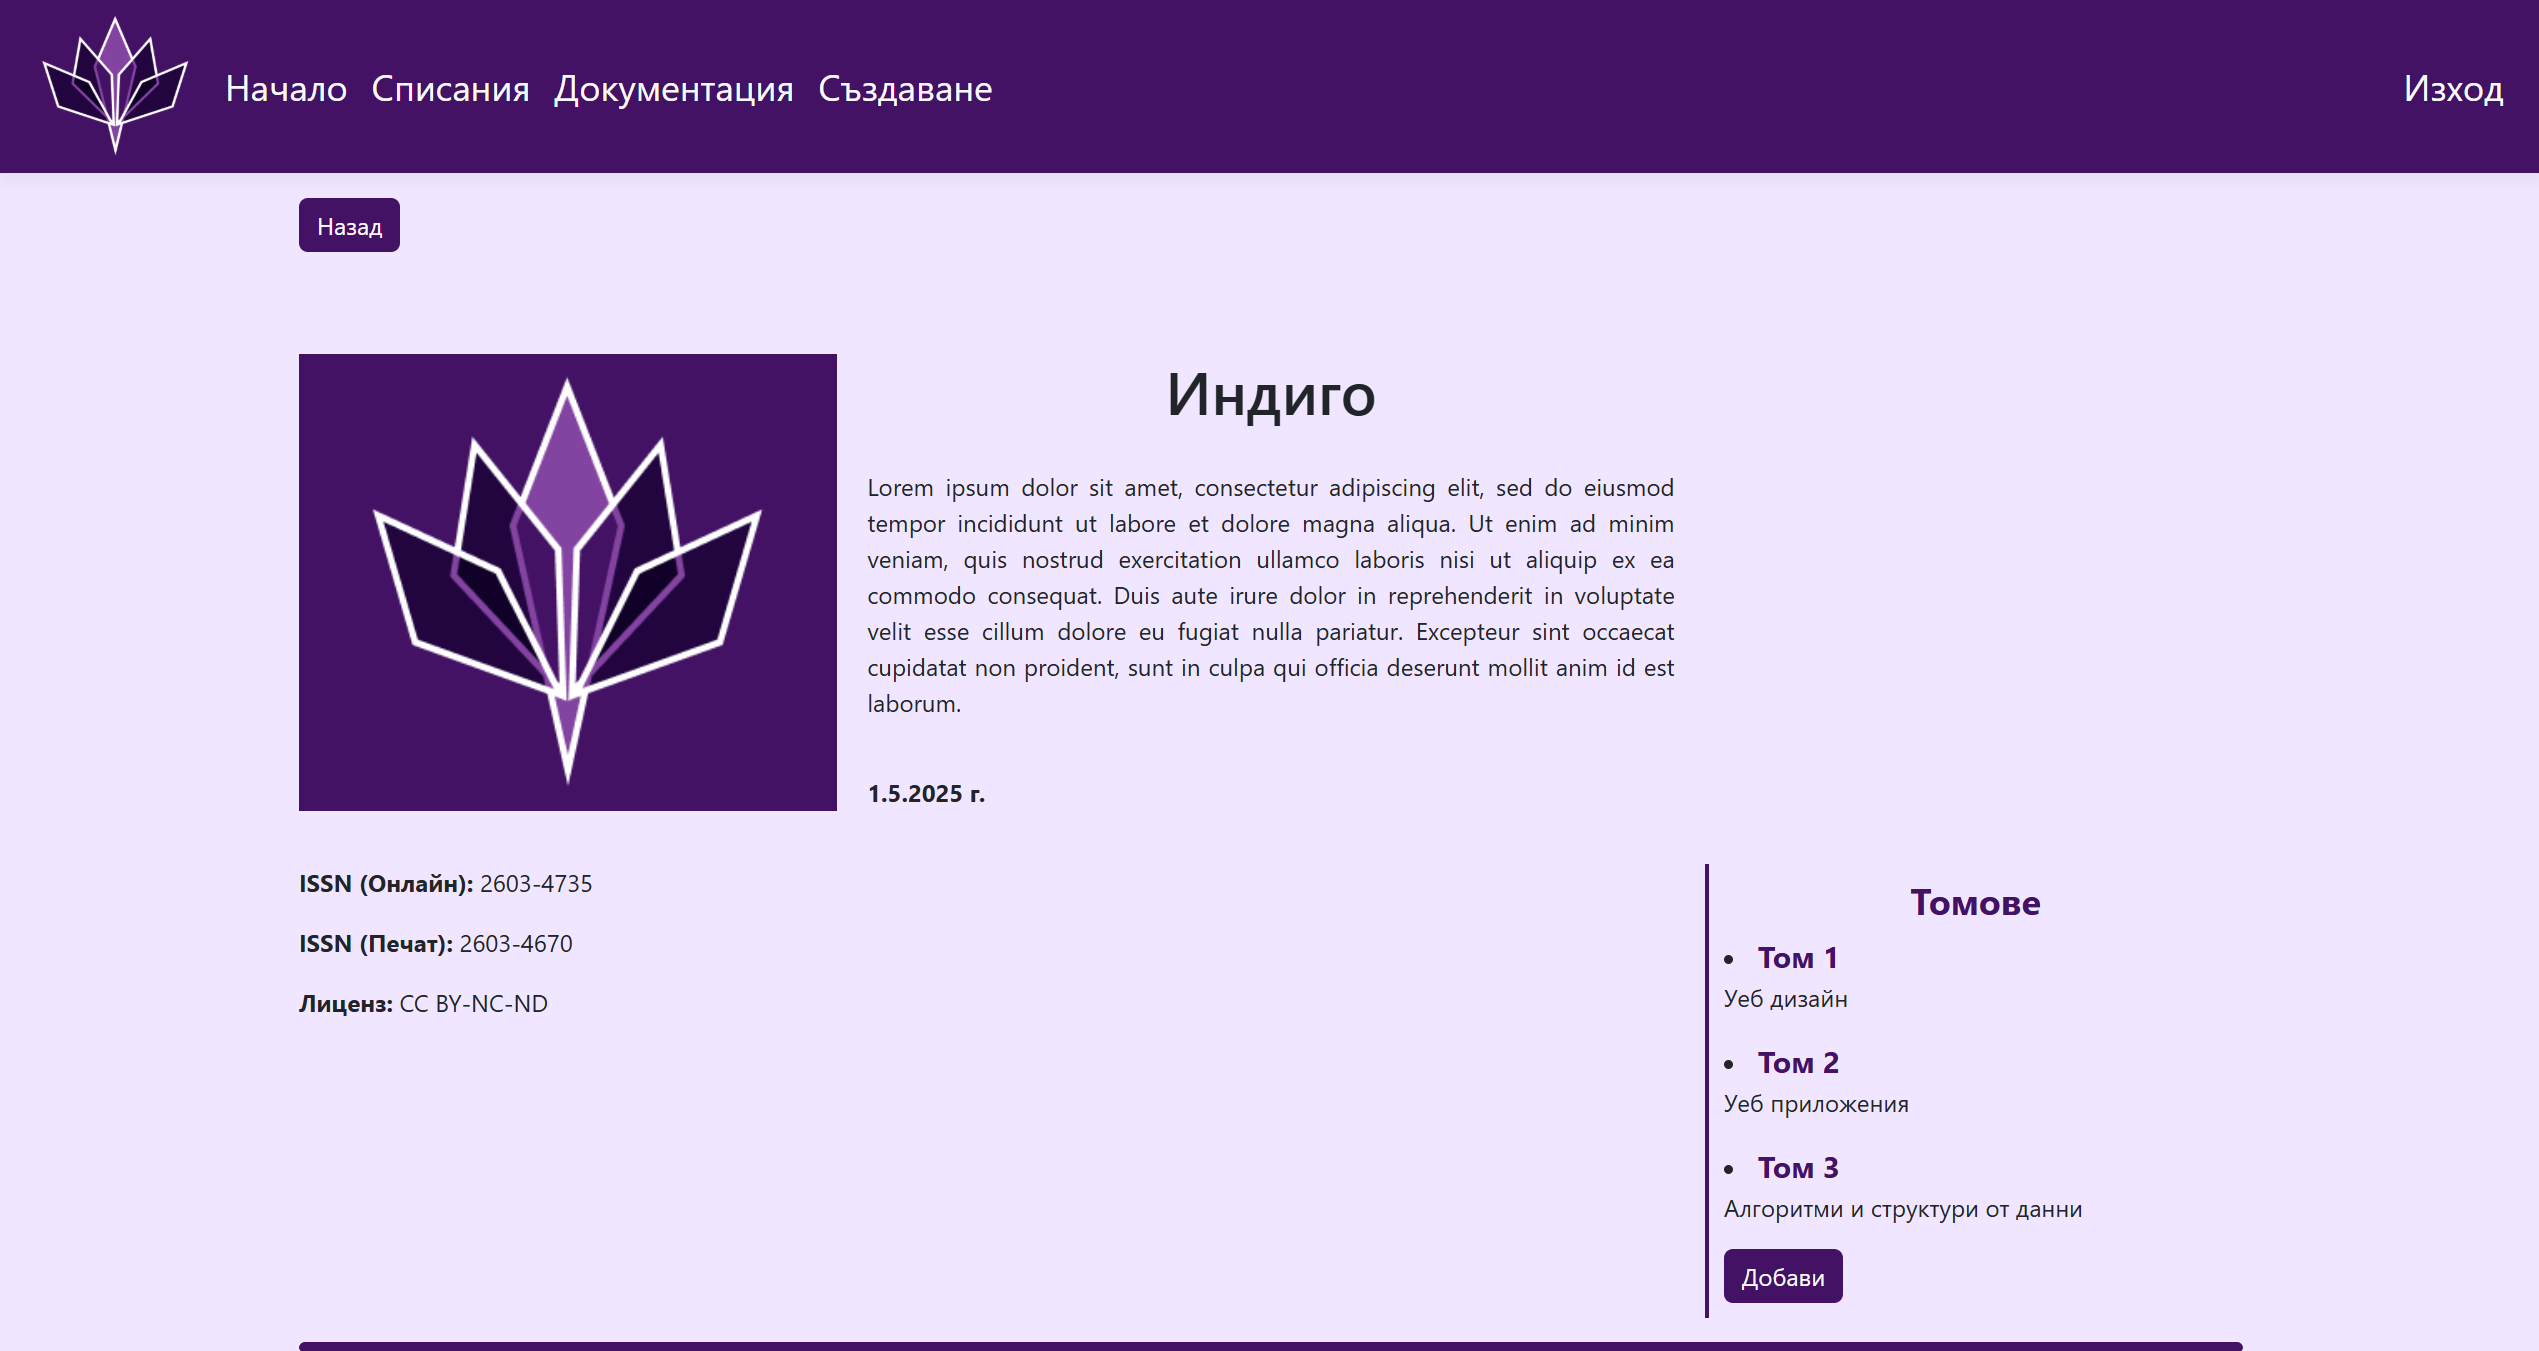 Начало Списания Документация Създаване Изход
Назад
Индиго
Lorem ipsum dolor sit amet, consectetur adipiscing elit, sed do eiusmod
tempor incididunt ut labore et dolore magna aliqua. Ut enim ad minim
veniam, quis nostrud exercitation ullamco laboris nisi ut aliquip ex ea
commodo consequat. Duis aute irure dolor in reprehenderit in voluptate
velit esse cillum dolore eu fugiat nulla pariatur. Excepteur sint occaecat
cupidatat non proident, sunt in culpa qui officia deserunt mollit anim id est
laborum.
1.5.2025 г.
ISSN (Онлайн): 2603-4735
ISSN (Печат): 2603-4670
Лиценз: CC BY-NC-ND
Томове
• Том 1
Уеб дизайн
• Том 2
Уеб приложения
• Том 3
Алгоритми и структури от данни
Добави